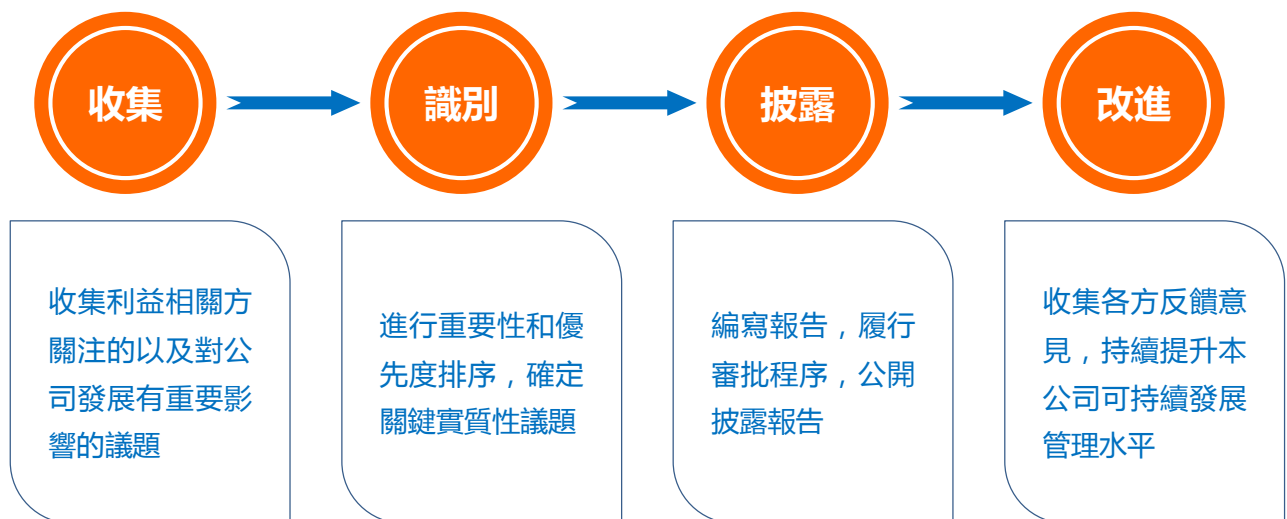 收集
識別
披露
改進
收集利益相關方
關注的以及對公
司發展有重要影
響的議題
進行重要性和優
先度排序，確定
關鍵實質性議題
編寫報告，履行
審批程序，公開
披露報告
收集各方反饋意
見，持續提升本
公司可持續發展
管理水平